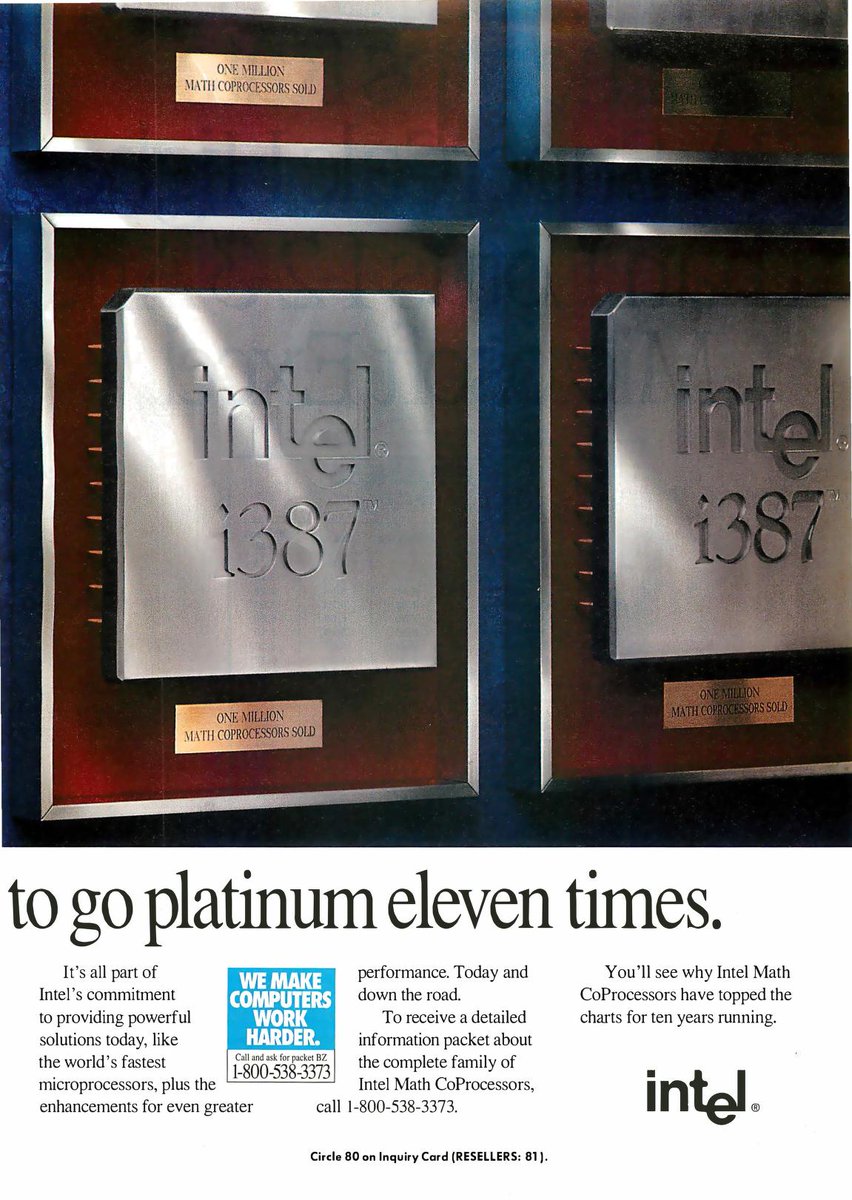 ONE MILLION
MATH COPROCESSORS SOLD
MATH COPROCESSORS SOLD
intel®
i387™
ONE MILLION
MATH COPROCESSORS SOLD
intel®
i387™
ONE MILLION
MATH COPROCESSORS SOLD
to go platinum eleven times.
It's all part of
Intel's commitment
to providing powerful
solutions today, like
the world's fastest
microprocessors, plus the
enhancements for even greater
WE MAKE
COMPUTERS
WORK
HARDER.
Call and ask for packet BZ
1-800-538-3373
performance. Today and
down the road.
To receive a detailed
information packet about
the complete family of
Intel Math CoProcessors,
call 1-800-538-3373.
You'll see why Intel Math
CoProcessors have topped the
charts for ten years running.
intel®
Circle 80 on Inquiry Card (RESELLERS: 81).